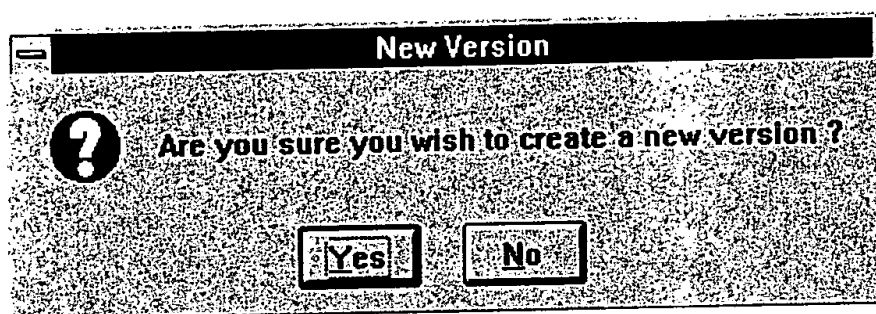 New Version
? Are you sure you wish to create a new version ?
Yes No